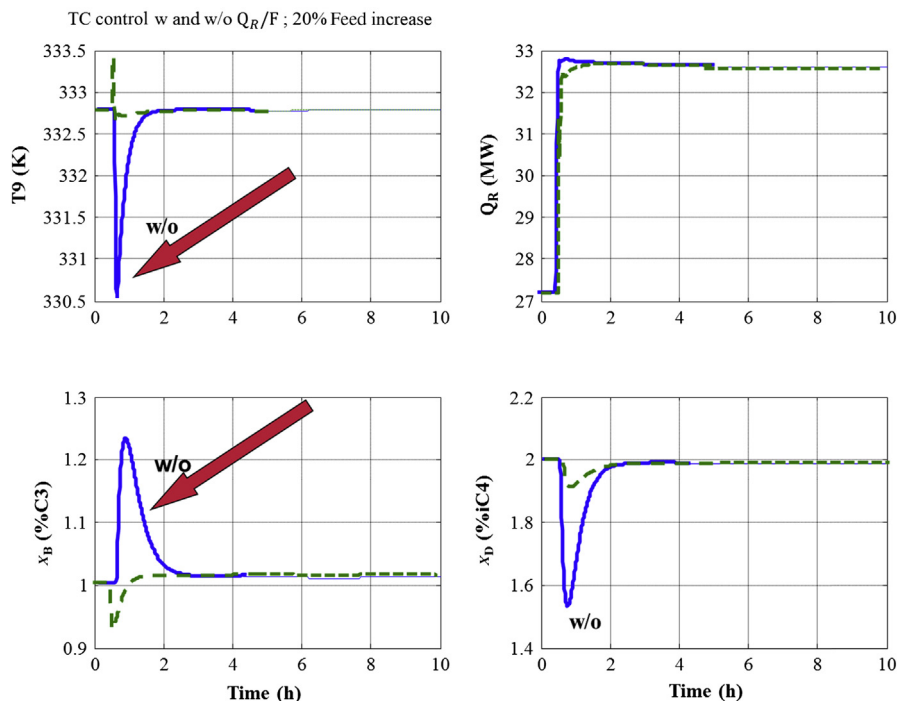 TC control w and w/o Q_R/F ; 20% Feed increase
333.5
333
332.5
332
331.5
331
330.5
T9 (K)
w/o
0 2 4 6 8 10
33
32
31
30
29
28
27
Q_R (MW)
0 2 4 6 8 10
1.3
1.2
1.1
1
0.9
x_B (%C3)
w/o
0 2 4 6 8 10
Time (h)
2.2
2
1.8
1.6
1.4
x_D (%iC4)
w/o
0 2 4 6 8 10
Time (h)